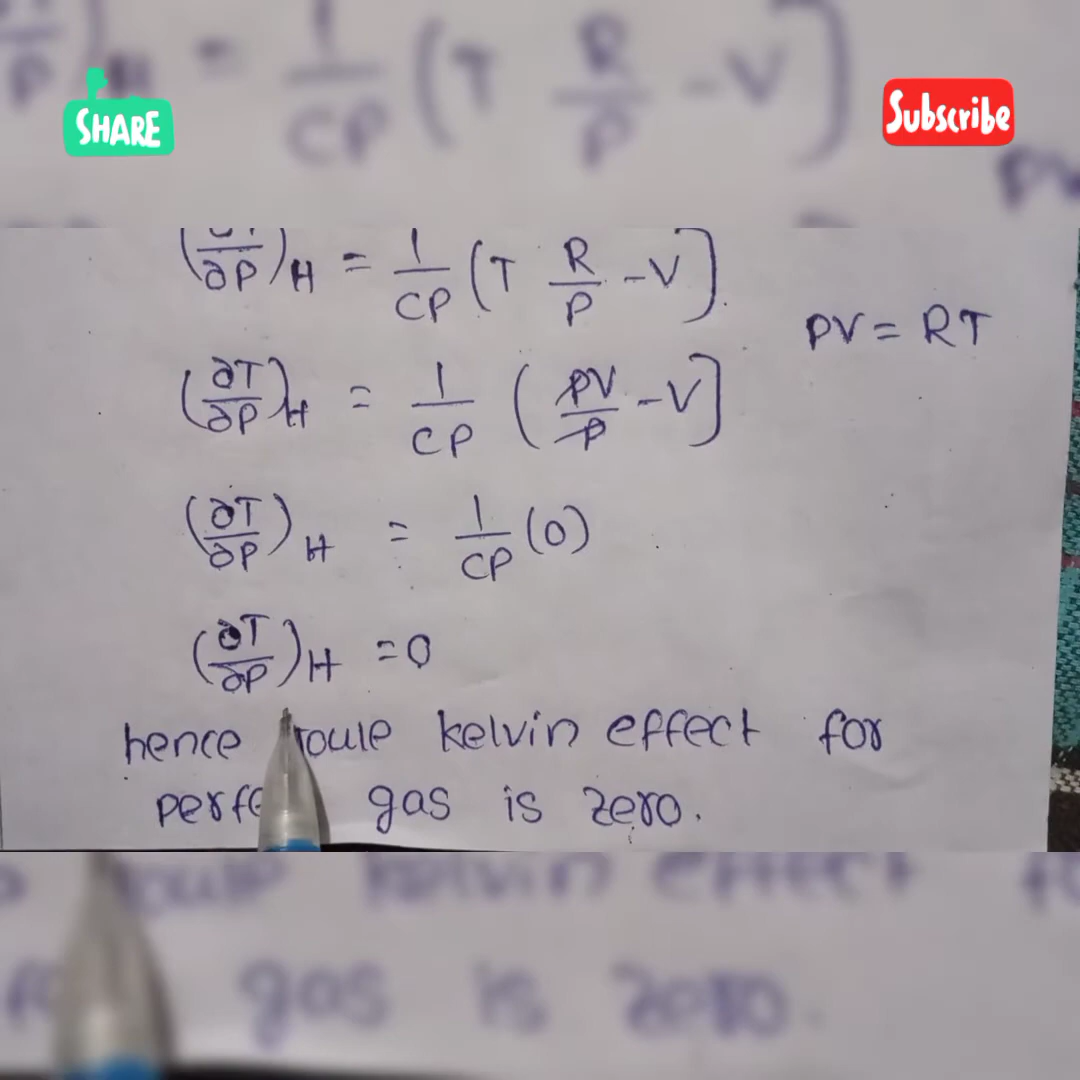 SHARE
Subscribe
(∂T/∂P)H = 1/CP (T R/P - V)
PV = RT
(∂T/∂P)H = 1/CP (PV/P - V)
(∂T/∂P)H = 1/CP (0)
(∂T/∂P)H = 0
hence Joule kelvin effect for
gas is zero.